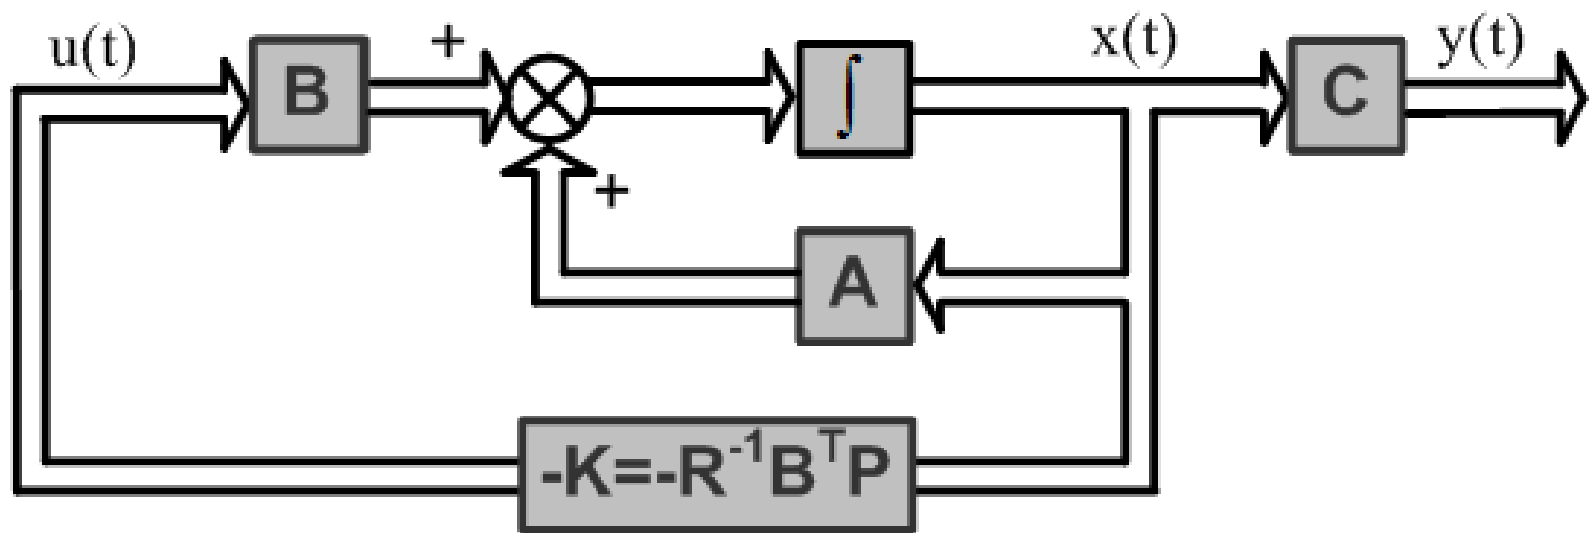 u(t)
B
+
∫
x(t)
C
y(t)
+
A
-K=-R⁻¹BᵀP